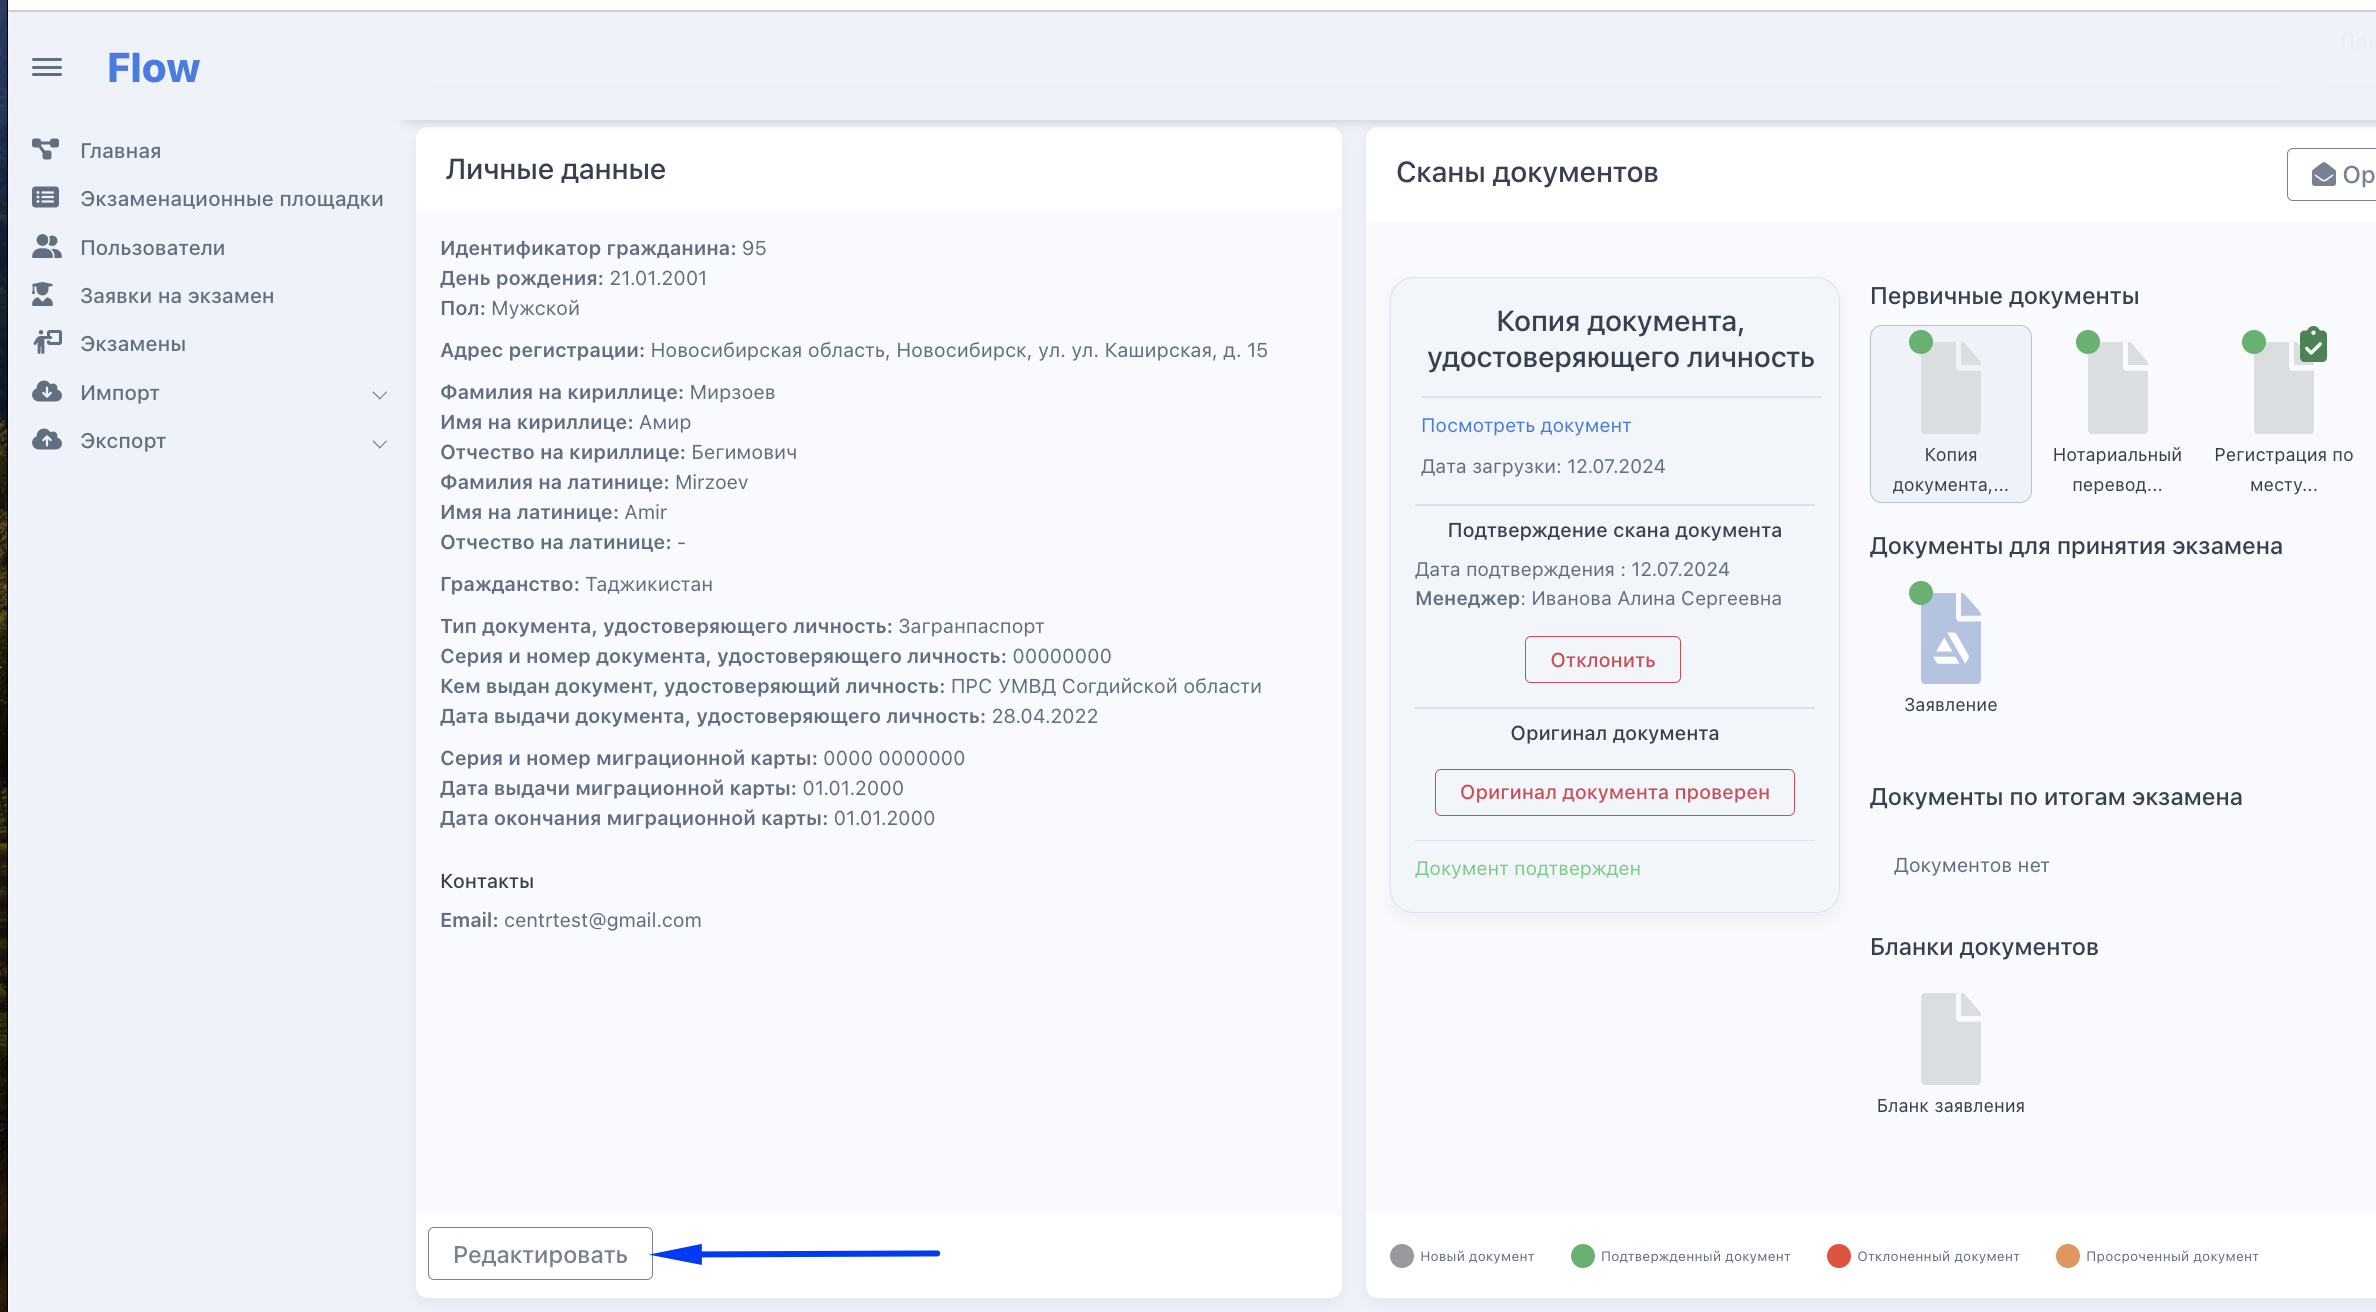 Flow
Главная
Экзаменационные площадки
Пользователи
Заявки на экзамен
Экзамены
Импорт
Экспорт
Личные данные
Идентификатор гражданина: 95
День рождения: 21.01.2001
Пол: Мужской
Адрес регистрации: Новосибирская область, Новосибирск, ул. ул. Каширская, д. 15
Фамилия на кириллице: Мирзоев
Имя на кириллице: Амир
Отчество на кириллице: Бегимович
Фамилия на латинице: Mirzoev
Имя на латинице: Amir
Отчество на латинице: -
Гражданство: Таджикистан
Тип документа, удостоверяющего личность: Загранпаспорт
Серия и номер документа, удостоверяющего личность: 00000000
Кем выдан документ, удостоверяющий личность: ПРС УМВД Согдийской области
Дата выдачи документа, удостоверяющего личность: 28.04.2022
Серия и номер миграционной карты: 0000 0000000
Дата выдачи миграционной карты: 01.01.2000
Дата окончания миграционной карты: 01.01.2000
Контакты
Email: centrtest@gmail.com
Редактировать
Сканы документов
Ор
Копия документа,
удостоверяющего личность
Посмотреть документ
Дата загрузки: 12.07.2024
Подтверждение скана документа
Дата подтверждения : 12.07.2024
Менеджер: Иванова Алина Сергеевна
Отклонить
Оригинал документа
Оригинал документа проверен
Документ подтвержден
Первичные документы
Копия
документа,...
Нотариальный
перевод...
Регистрация по
месту...
Документы для принятия экзамена
Заявление
Документы по итогам экзамена
Документов нет
Бланки документов
Бланк заявления
Новый документ
Подтвержденный документ
Отклоненный документ
Просроченный документ